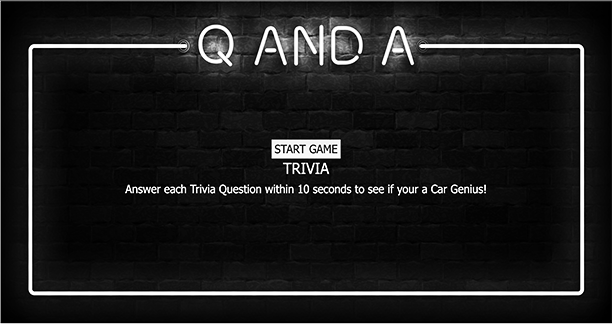 Q AND A
START GAME
TRIVIA
Answer each Trivia Question within 10 seconds to see if your a Car Genius!